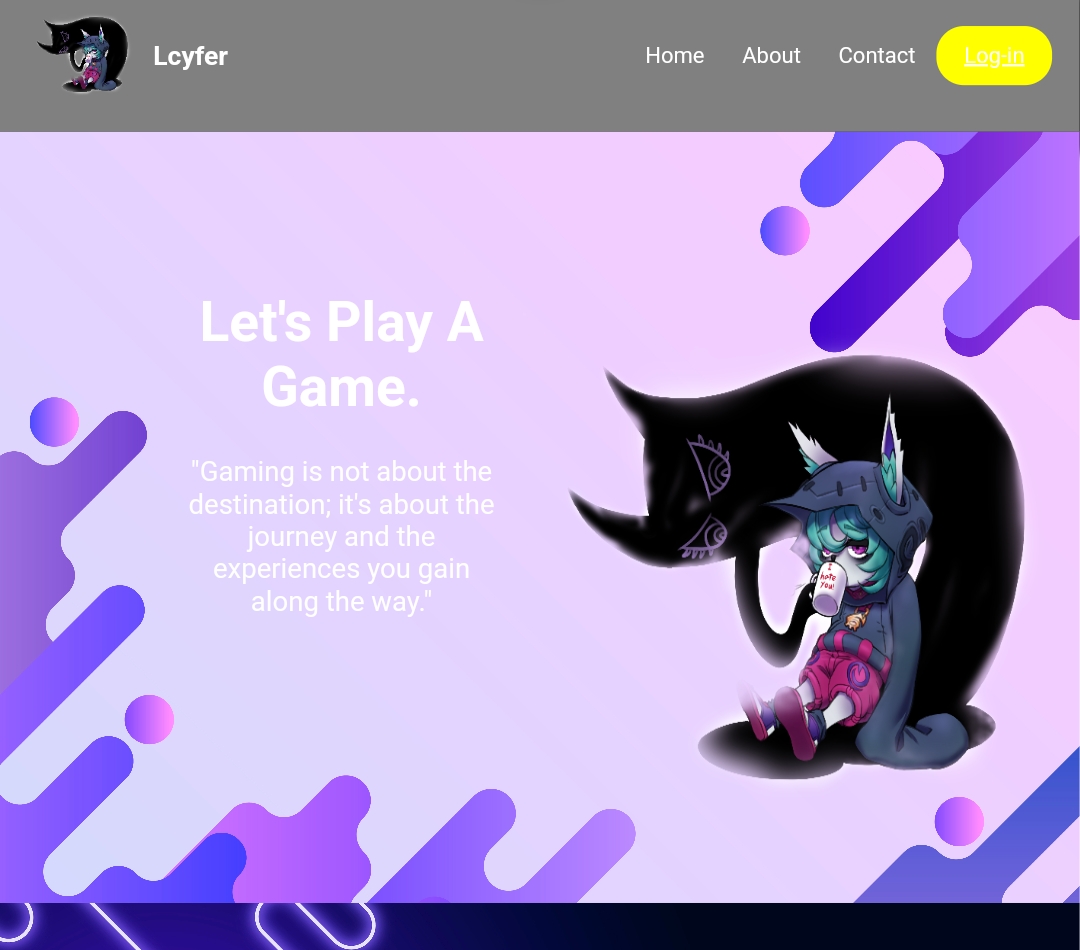 Lcyfer
Home
About
Contact
Log-in
Let's Play A
Game.
"Gaming is not about the
destination; it's about the
journey and the
experiences you gain
along the way."
hate
you!